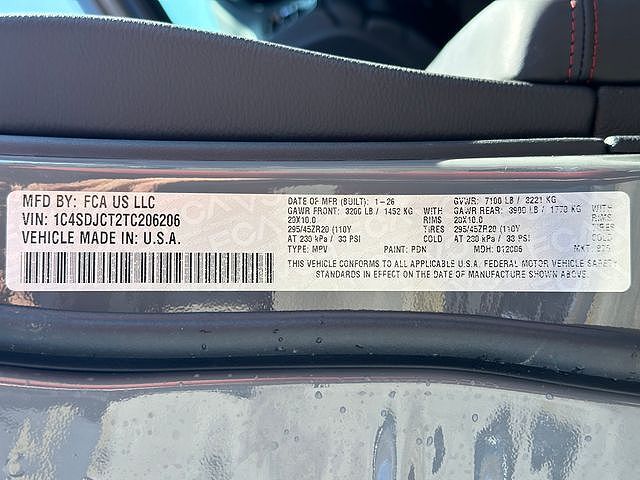 MFD BY: FCA US LLC
VIN: 1C4SDJCT2TC206206
VEHICLE MADE IN: U.S.A.
DATE OF MFR (BUILT): 1-26
GVWR: 7100 LB / 3221 KG
GAWR FRONT: 3200 LB / 1452 KG
GAWR REAR: 3900 LB / 1770 KG
20X10.0 RIMS 20X10.0 RIMS
295/45ZR20 (110Y TIRES 295/45ZR20 (110Y TIRES
AT 230 kPa / 33 PSI COLD AT 230 kPa / 33 PSI COLD
TYPE: MPV PAINT: PDN MDH: 012006 MKT:
THIS VEHICLE CONFORMS TO ALL APPLICABLE U.S.A. FEDERAL MOTOR VEHICLE SAFETY
STANDARDS IN EFFECT ON THE DATE OF MANUFACTURE SHOWN ABOVE